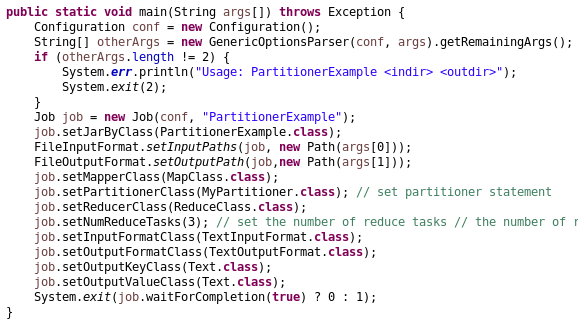 public static void main(String args[]) throws Exception {
    Configuration conf = new Configuration();
    String[] otherArgs = new GenericOptionsParser(conf, args).getRemainingArgs();
    if (otherArgs.length != 2) {
        System.err.println("Usage: PartitionerExample <indir> <outdir>");
        System.exit(2);
    }
    Job job = new Job(conf, "PartitionerExample");
    job.setJarByClass(PartitionerExample.class);
    FileInputFormat.setInputPaths(job, new Path(args[0]));
    FileOutputFormat.setOutputPath(job,new Path(args[1]));
    job.setMapperClass(MapClass.class);
    job.setPartitionerClass(MyPartitioner.class); // set partitioner statement
    job.setReducerClass(ReduceClass.class);
    job.setNumReduceTasks(3); // set the number of reduce tasks // the number of
    job.setInputFormatClass(TextInputFormat.class);
    job.setOutputFormatClass(TextOutputFormat.class);
    job.setOutputKeyClass(Text.class);
    job.setOutputValueClass(Text.class);
    System.exit(job.waitForCompletion(true) ? 0 : 1);
}